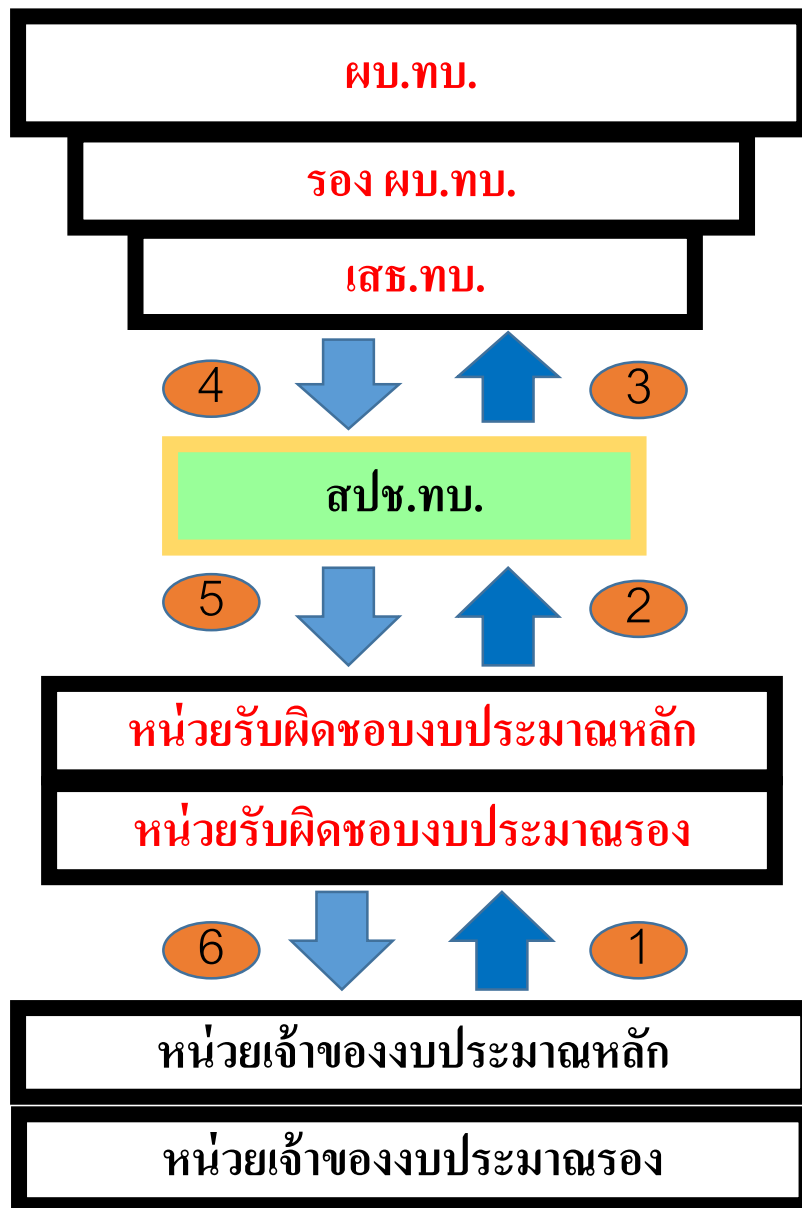 ผบ.ทบ.
รอง ผบ.ทบ.
เสธ.ทบ.
4
3
สปช.ทบ.
5
2
หน่วยรับผิดชอบงบประมาณหลัก
หน่วยรับผิดชอบงบประมาณรอง
6
1
หน่วยเจ้าของงบประมาณหลัก
หน่วยเจ้าของงบประมาณรอง